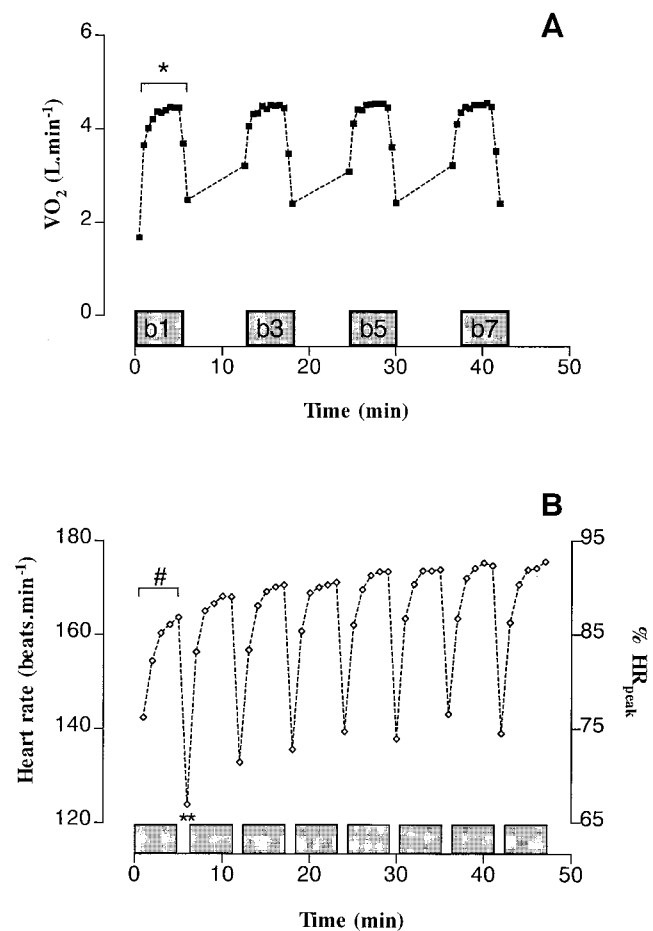 A
6
4
2
0
VO2 (L.min-1)
*
b1 b3 b5 b7
0 10 20 30 40 50
Time (min)
B
180
160
140
120
Heart rate (beats.min-1)
#
**
95
85
75
65
% HRpeak
0 10 20 30 40 50
Time (min)